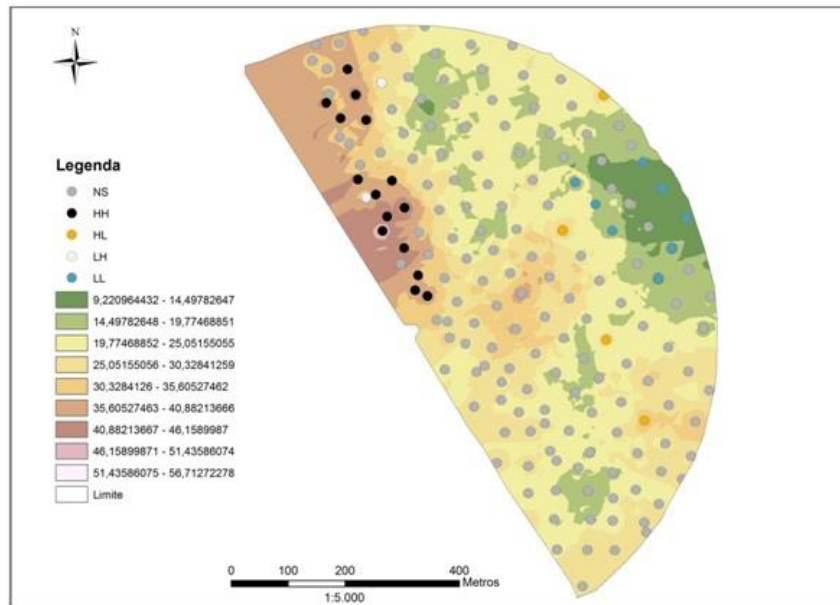 N
Legenda
NS
HH
HL
LH
LL
9,220964432 - 14,49782647
14,49782648 - 19,77468851
19,77468852 - 25,05155055
25,05155056 - 30,32841259
30,3284126 - 35,60527462
35,60527463 - 40,88213666
40,88213667 - 46,1589987
46,15899871 - 51,43586074
51,43586075 - 56,71272278
Limite
0 100 200 400
Metros
1:5.000